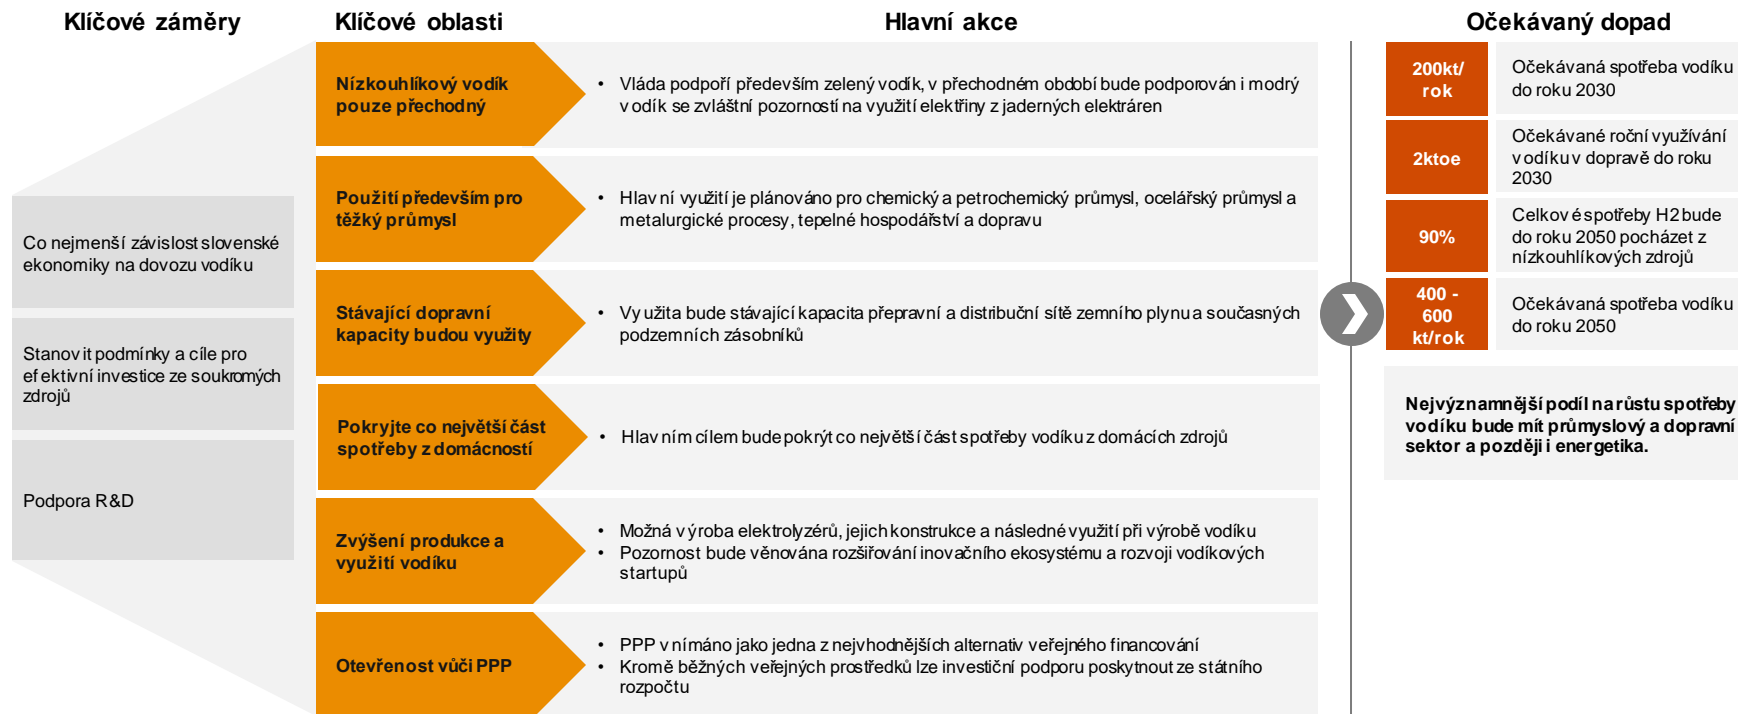 Klíčové záměry
Klíčové oblasti
Hlavní akce
Očekávaný dopad
Co nejmenší závislost slovenské
ekonomiky na dovozu vodíku
Stanovit podmínky a cíle pro
efektivní investice ze soukromých
zdrojů
Podpora R&D
Nízkouhlíkový vodík
pouze přechodný
• Vláda podpoří především zelený vodík, v přechodném období bude podporován i modrý
vodík se zvláštní pozorností na využití elektřiny z jaderných elektráren
Použití především pro
těžký průmysl
• Hlavní využití je plánováno pro chemický a petrochemický průmysl, ocelářský průmysl a
metalurgické procesy, tepelné hospodářství a dopravu
Stávající dopravní
kapacity budou využity
• Využita bude stávající kapacita přepravní a distribuční sítě zemního plynu a současných
podzemních zásobníků
Pokryjte co největší část
spotřeby z domácností
• Hlavním cílem bude pokrýt co největší část spotřeby vodíku z domácích zdrojů
Zvýšení produkce a
využití vodíku
• Možná výroba elektrolyzérů, jejich konstrukce a následné využití při výrobě vodíku
• Pozornost bude věnována rozšiřování inovačního ekosystému a rozvoji vodíkových
startupů
Otevřenost vůči PPP
• PPP vnímáno jako jedna z nejvhodnějších alternativ veřejného financování
• Kromě běžných veřejných prostředků lze investiční podporu poskytnout ze státního
rozpočtu
200kt/
rok
Očekávaná spotřeba vodíku
do roku 2030
2ktoe
Očekávané roční využívání
vodíku v dopravě do roku
2030
90%
Celkové spotřeby H2 bude
do roku 2050 pocházet z
nízkouhlíkových zdrojů
400 -
600
kt/rok
Očekávaná spotřeba vodíku
do roku 2050
Nejvýznamnější podíl na růstu spotřeby
vodíku bude mít průmyslový a dopravní
sektor a později i energetika.